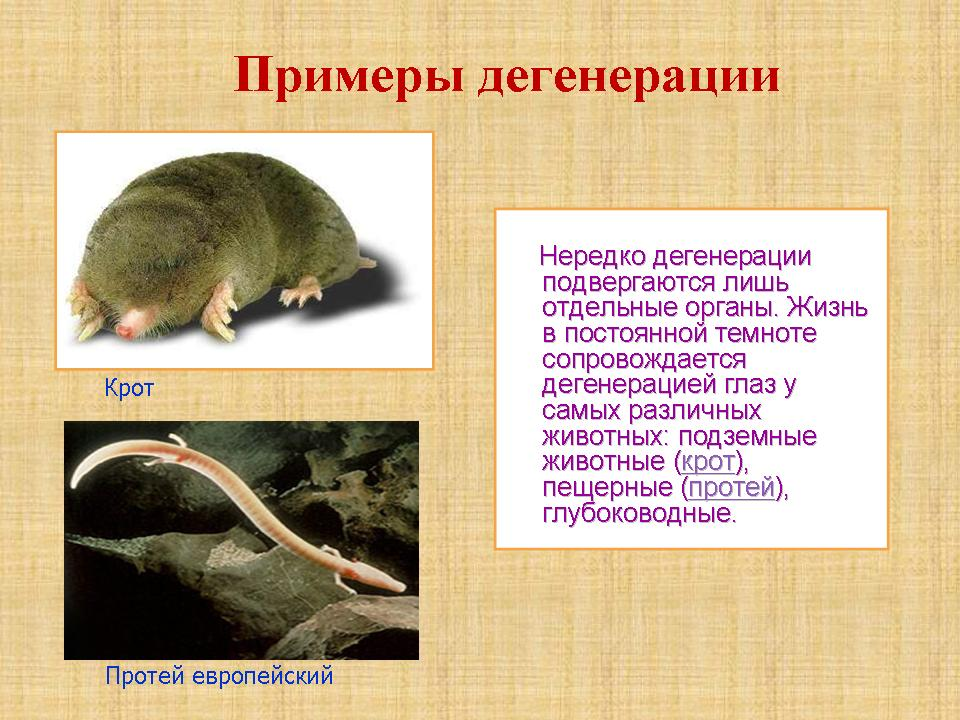 Примеры дегенерации
Крот
Протей европейский
Нередко дегенерации
подвергаются лишь
отдельные органы. Жизнь
в постоянной темноте
сопровождается
дегенерацией глаз у
самых различных
животных: подземные
животные (крот),
пещерные (протей),
глубоководные.